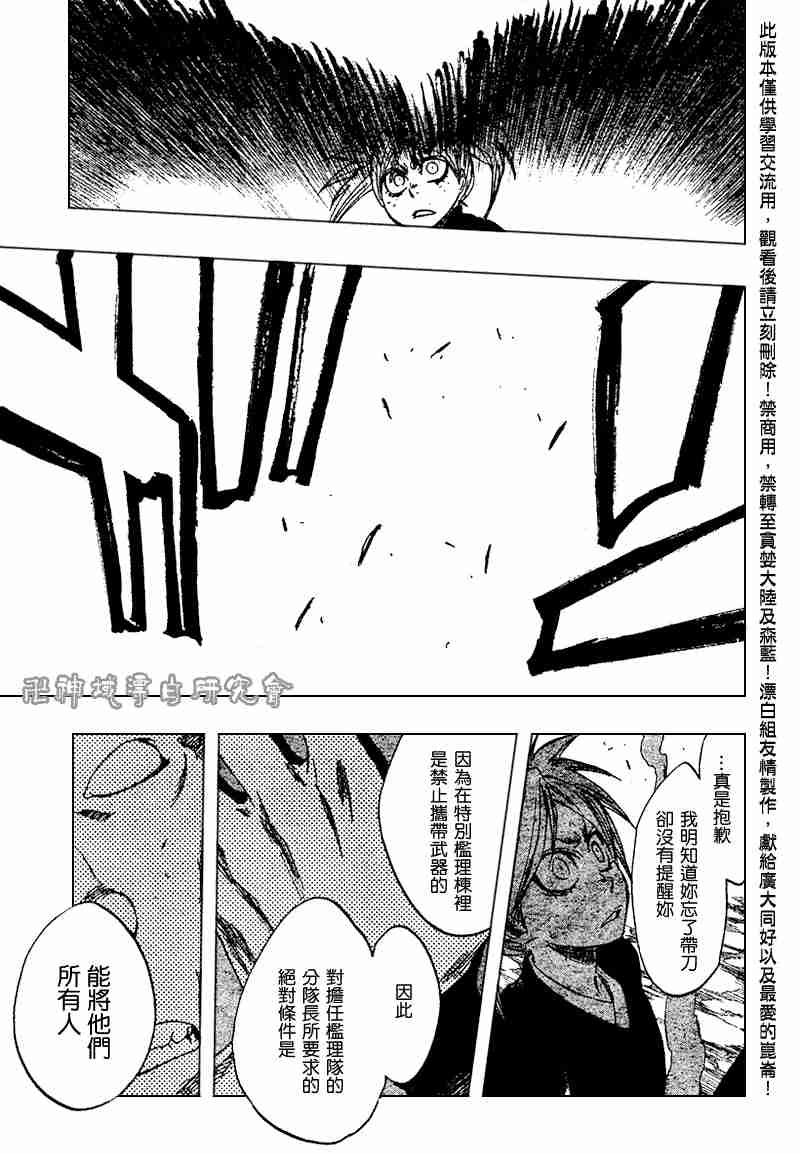 此版本僅供學習交流用，觀看後請立刻刪除！禁商用，禁轉至貪婪大陸及森藍！漂白組友情製作，獻給廣大同好以及最愛的崑崙！
卍神域漂白研究會
…真是抱歉
我明知道妳忘了帶刀
卻沒有提醒妳
因為在特別檻理棟裡
是禁止攜帶武器的
因此
對擔任檻理隊的
分隊長所要求的
絕對條件是
能將他們
所有人